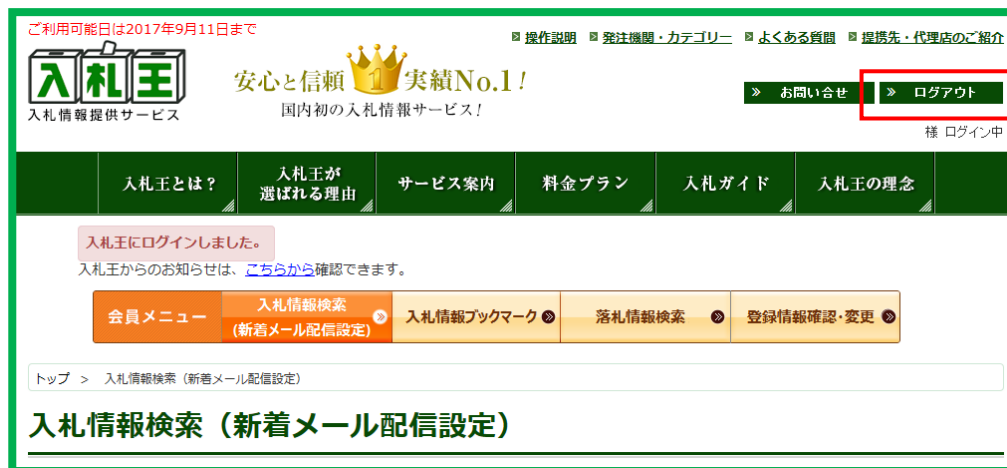 ご利用可能日は2017年9月11日まで
操作説明 発注機関・カテゴリー よくある質問 提携先・代理店のご紹介
入札王
入札情報提供サービス
安心と信頼 1 実績No.1!
国内初の入札情報サービス!
» お問い合せ » ログアウト
様 ログイン中
入札王とは?
入札王が
選ばれる理由
サービス案内
料金プラン
入札ガイド
入札王の理念
入札王にログインしました。
入札王からのお知らせは、こちらから確認できます。
会員メニュー
入札情報検索
(新着メール配信設定)
入札情報ブックマーク
落札情報検索
登録情報確認・変更
トップ > 入札情報検索(新着メール配信設定)
入札情報検索(新着メール配信設定)